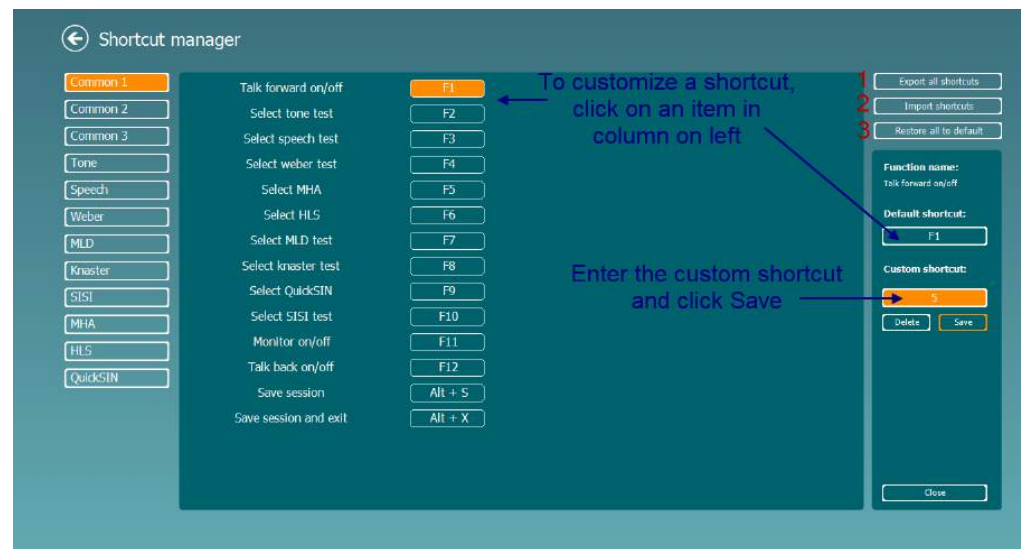 Shortcut manager
Common 1
Common 2
Common 3
Tone
Speech
Weber
MLD
Knaster
SISI
MHA
HLS
QuickSIN
Talk forward on/off F1
Select tone test F2
Select speech test F3
Select weber test F4
Select MHA F5
Select HLS F6
Select MLD test F7
Select knaster test F8
Select QuickSIN F9
Select SISI test F10
Monitor on/off F11
Talk back on/off F12
Save session Alt + S
Save session and exit Alt + X
To customize a shortcut,
click on an item in
column on left
Enter the custom shortcut
and click Save
1 Export all shortcuts
2 Import shortcuts
3 Restore all to default
Function name:
Talk forward on/off
Default shortcut:
F1
Custom shortcut:
5
Delete Save
Close